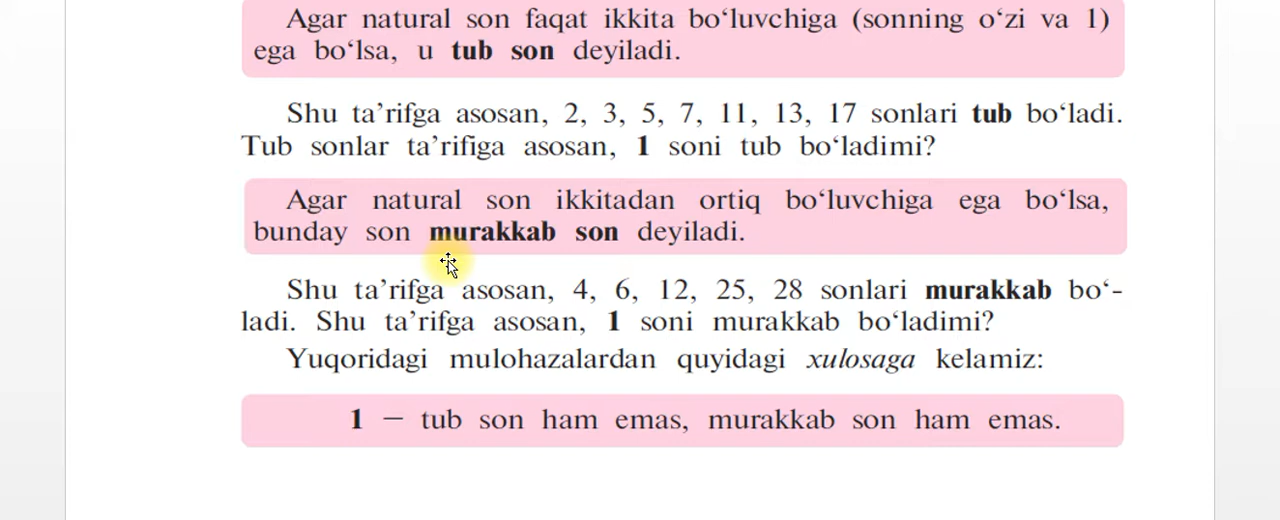 Agar natural son faqat ikkita bo‘luvchiga (sonning o‘zi va 1)
ega bo‘lsa, u tub son deyiladi.
Shu ta’rifga asosan, 2, 3, 5, 7, 11, 13, 17 sonlari tub bo‘ladi.
Tub sonlar ta’rifiga asosan, 1 soni tub bo‘ladimi?
Agar natural son ikkitadan ortiq bo‘luvchiga ega bo‘lsa,
bunday son murakkab son deyiladi.
Shu ta’rifga asosan, 4, 6, 12, 25, 28 sonlari murakkab bo‘-
ladi. Shu ta’rifga asosan, 1 soni murakkab bo‘ladimi?
Yuqoridagi mulohazalardan quyidagi xulosaga kelamiz:
1 — tub son ham emas, murakkab son ham emas.